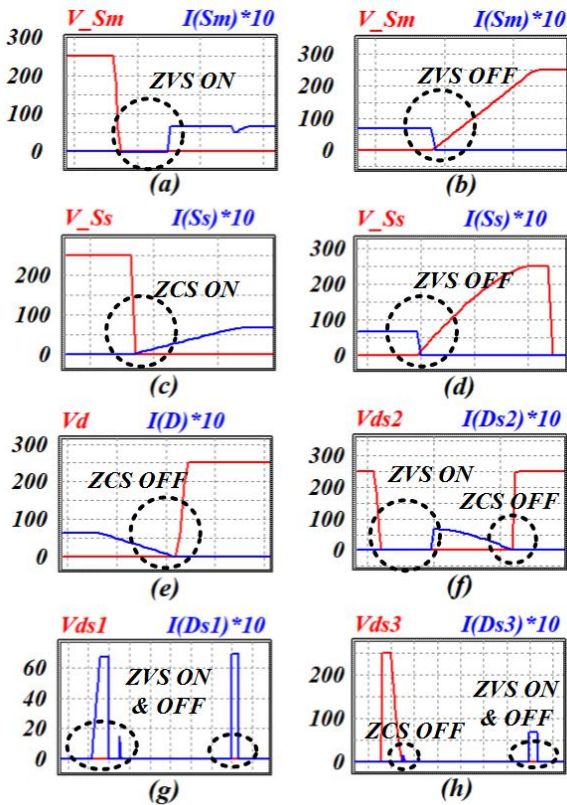 V_Sm I(Sm)*10
300
200
100
0
ZVS ON
(a)
V_Sm I(Sm)*10
300
200
100
0
ZVS OFF
(b)
V_Ss I(Ss)*10
200
100
0
ZCS ON
(c)
V_Ss I(Ss)*10
300
200
100
0
ZVS OFF
(d)
Vd I(D)*10
300
200
100
0
ZCS OFF
(e)
Vds2 I(Ds2)*10
300
200
100
0
ZVS ON
ZCS OFF
(f)
Vds1 I(Ds1)*10
60
40
20
0
ZVS ON
& OFF
(g)
Vds3 I(Ds3)*10
200
100
0
ZCS OFF
ZVS ON
& OFF
(h)